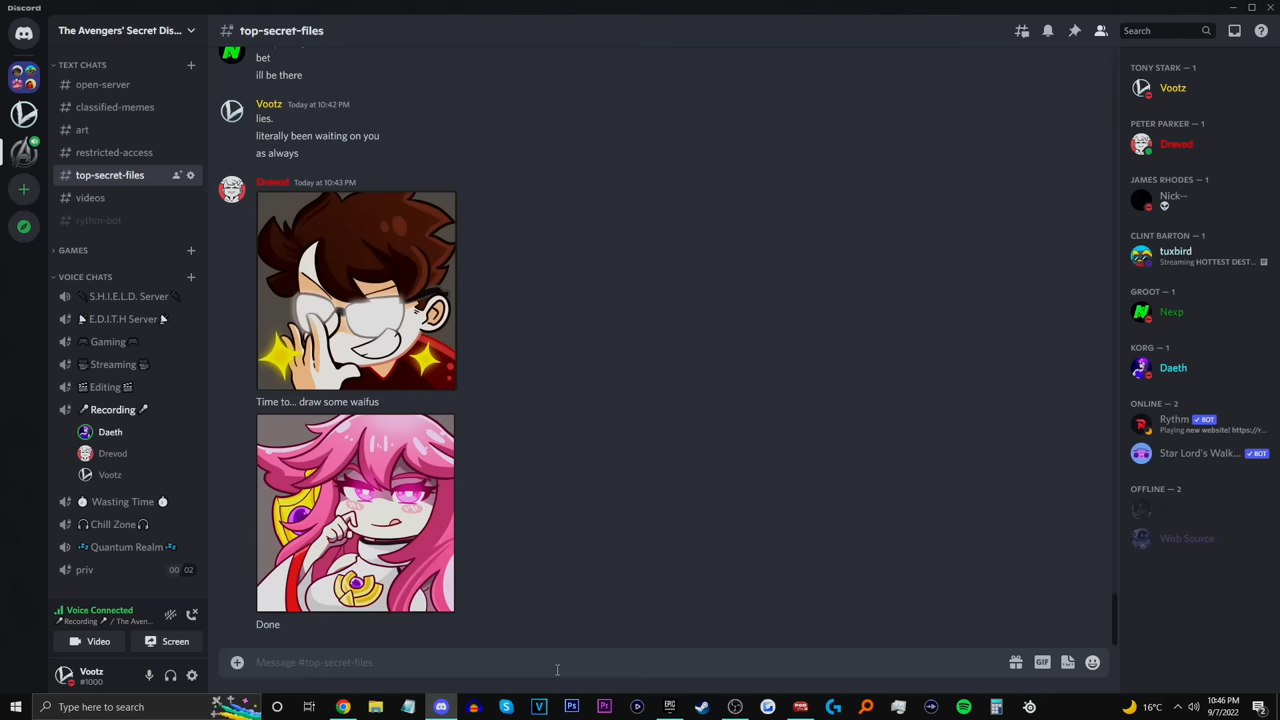 Discord
The Avengers' Secret Dis...
top-secret-files
Search
TEXT CHATS
open-server
classified-memes
art
restricted-access
top-secret-files
videos
rythm-bot
GAMES
VOICE CHATS
S.H.I.E.L.D. Server
E.D.I.T.H Server
Gaming
Streaming
Editing
Recording
Daeth
Drevod
Vootz
Wasting Time
Chill Zone
Quantum Realm
priv
00 02
Voice Connected
Recording / The Aven...
Video
Screen
Vootz
#1000
bet
ill be there
Vootz Today at 10:42 PM
lies.
literally been waiting on you
as always
Drevod Today at 10:43 PM
Time to... draw some waifus
Done
Message #top-secret-files
GIF
TONY STARK — 1
Vootz
PETER PARKER — 1
Drevod
JAMES RHODES — 1
Nick--
CLINT BARTON — 1
tuxbird
Streaming HOTTEST DEST...
GROOT — 1
Nexp
KORG — 1
Daeth
ONLINE — 2
Rythm BOT
Playing new website! https://r...
Star Lord's Walk... BOT
OFFLINE — 2
Wob Source
Type here to search
16°C
10:46 PM
9/7/2022